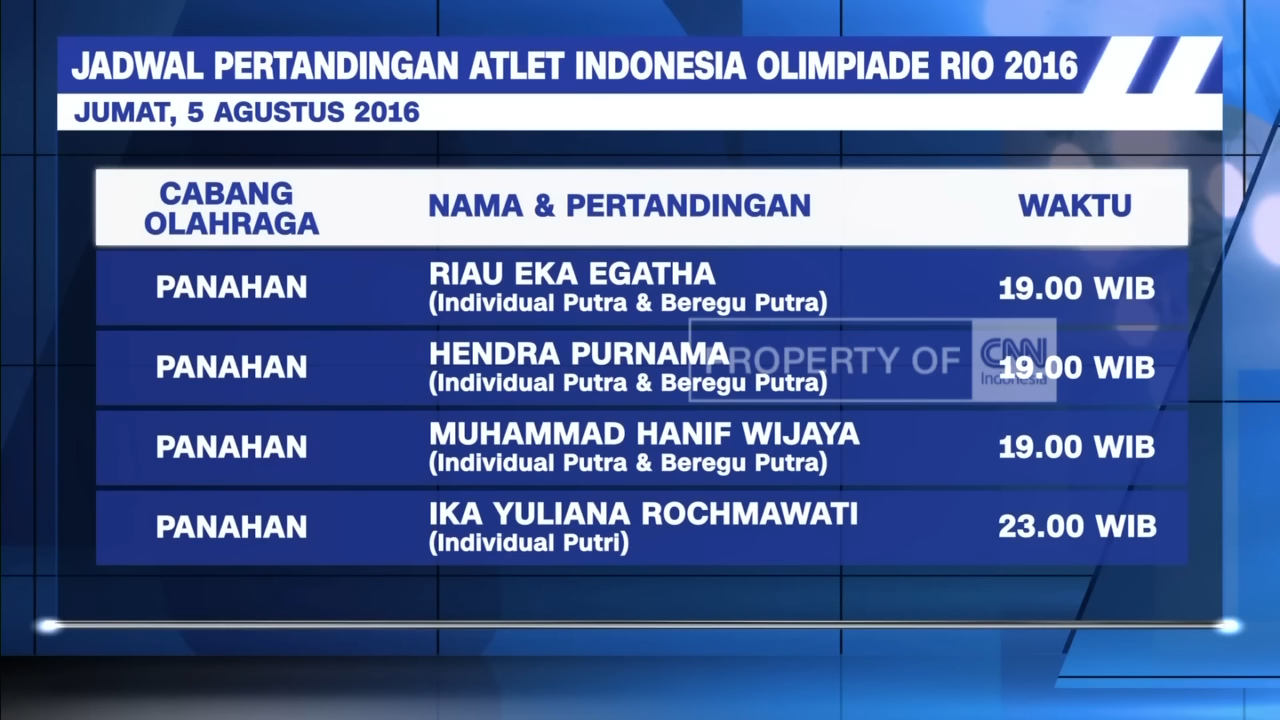 JADWAL PERTANDINGAN ATLET INDONESIA OLIMPIADE RIO 2016
JUMAT, 5 AGUSTUS 2016
CABANG
OLAHRAGA
NAMA & PERTANDINGAN
WAKTU
PANAHAN
RIAU EKA EGATHA
(Individual Putra & Beregu Putra)
19.00 WIB
PANAHAN
HENDRA PURNAMA
(Individual Putra & Beregu Putra)
19.00 WIB
PROPERTY OF
CNN
Indonesia
PANAHAN
MUHAMMAD HANIF WIJAYA
(Individual Putra & Beregu Putra)
19.00 WIB
PANAHAN
IKA YULIANA ROCHMAWATI
(Individual Putri)
23.00 WIB